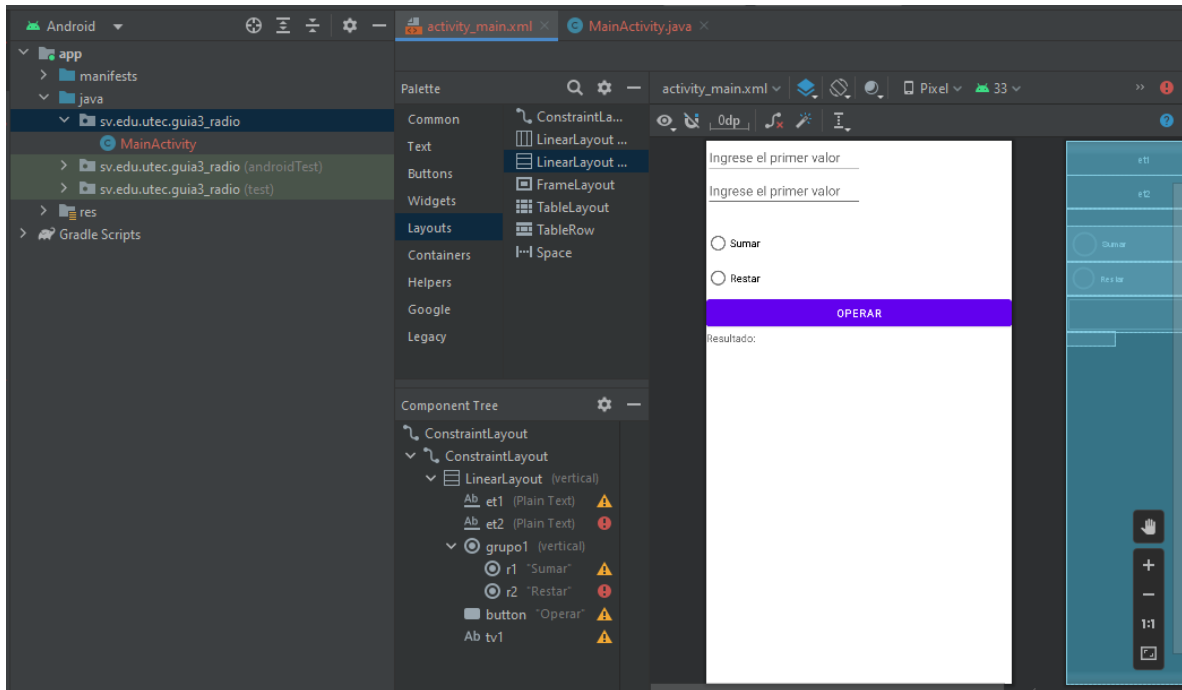 Android
activity_main.xml
MainActivity.java
app
manifests
java
sv.edu.utec.guia3_radio
MainActivity
sv.edu.utec.guia3_radio (androidTest)
sv.edu.utec.guia3_radio (test)
res
Gradle Scripts
Palette
Common
Text
Buttons
Widgets
Layouts
Containers
Helpers
Google
Legacy
ConstraintLa...
LinearLayout ...
LinearLayout ...
FrameLayout
TableLayout
TableRow
Space
Component Tree
ConstraintLayout
ConstraintLayout
LinearLayout (vertical)
Ab et1 (Plain Text)
Ab et2 (Plain Text)
grupo1 (vertical)
r1 "Sumar"
r2 "Restar"
button "Operar"
Ab tv1
activity_main.xml
Pixel
33
»
0dp
Ingrese el primer valor
Ingrese el primer valor
Sumar
Restar
OPERAR
Resultado:
et1
et2
Sumar
Restar
1:1